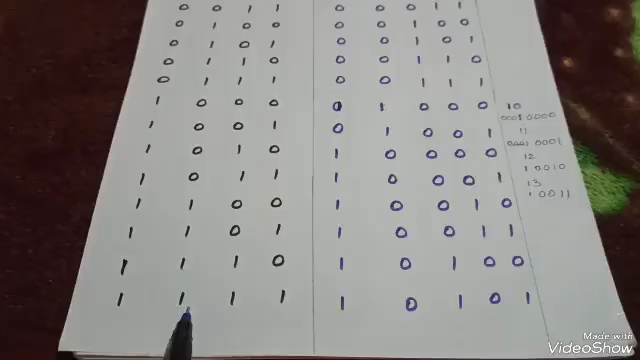 0 0 1 1 0 0 0 1 1
0 1 0 0 0 0 1 0 0
0 1 0 1 0 0 1 0 1
0 1 1 0 0 0 1 1 0
0 1 1 1 0 0 1 1 1
1 0 0 0 0 1 0 0 0
1 0 0 1 0 1 0 0 1
1 0 1 0 1 0 0 0 0
1 0 1 1 1 0 0 0 1
1 1 0 0 1 0 0 1 0
1 1 0 1 1 0 0 1 1
1 1 1 0 1 0 1 0 0
1 1 1 1 1 0 1 0 1
10
0001 0000
11
0001 0001
12
1 0010
13
1 0011
Made with
VideoShow